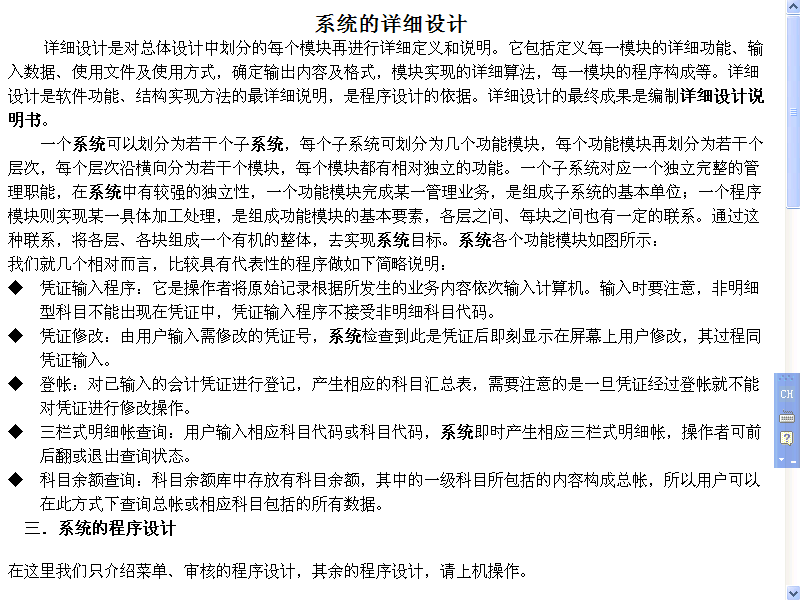 系统的详细设计
详细设计是对总体设计中划分的每个模块再进行详细定义和说明。它包括定义每一模块的详细功能、输
入数据、使用文件及使用方式，确定输出内容及格式，模块实现的详细算法，每一模块的程序构成等。详细
设计是软件功能、结构实现方法的最详细说明，是程序设计的依据。详细设计的最终成果是编制详细设计说
明书。
一个系统可以划分为若干个子系统，每个子系统可划分为几个功能模块，每个功能模块再划分为若干个
层次，每个层次沿横向分为若干个模块，每个模块都有相对独立的功能。一个子系统对应一个独立完整的管
理职能，在系统中有较强的独立性，一个功能模块完成某一管理业务，是组成子系统的基本单位；一个程序
模块则实现某一具体加工处理，是组成功能模块的基本要素，各层之间、每块之间也有一定的联系。通过这
种联系，将各层、各块组成一个有机的整体，去实现系统目标。系统各个功能模块如图所示：
我们就几个相对而言，比较具有代表性的程序做如下简略说明：
◆ 凭证输入程序：它是操作者将原始记录根据所发生的业务内容依次输入计算机。输入时要注意，非明细
型科目不能出现在凭证中，凭证输入程序不接受非明细科目代码。
◆ 凭证修改：由用户输入需修改的凭证号，系统检查到此是凭证后即刻显示在屏幕上用户修改，其过程同
凭证输入。
◆ 登帐：对已输入的会计凭证进行登记，产生相应的科目汇总表，需要注意的是一旦凭证经过登帐就不能
对凭证进行修改操作。
◆ 三栏式明细帐查询：用户输入相应科目代码或科目代码，系统即时产生相应三栏式明细帐，操作者可前
后翻或退出查询状态。
◆ 科目余额查询：科目余额库中存放有科目余额，其中的一级科目所包括的内容构成总帐，所以用户可以
在此方式下查询总帐或相应科目包括的所有数据。
三．系统的程序设计
在这里我们只介绍菜单、审核的程序设计，其余的程序设计，请上机操作。
CH